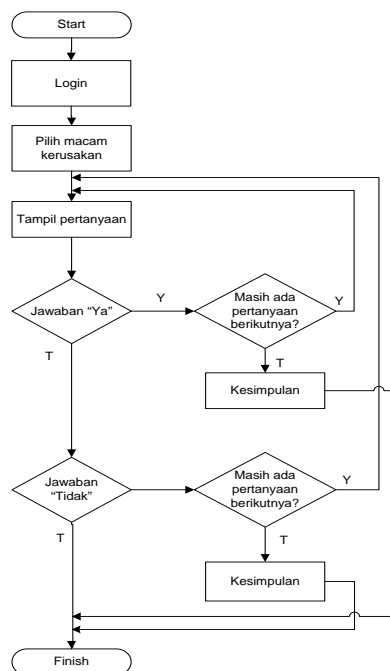 Start
Login
Pilih macam
kerusakan
Tampil pertanyaan
Jawaban “Ya”
Y
Masih ada
pertanyaan
berikutnya?
Y
T
T
Kesimpulan
Jawaban
“Tidak”
Masih ada
pertanyaan
berikutnya?
Y
T
T
Kesimpulan
Finish